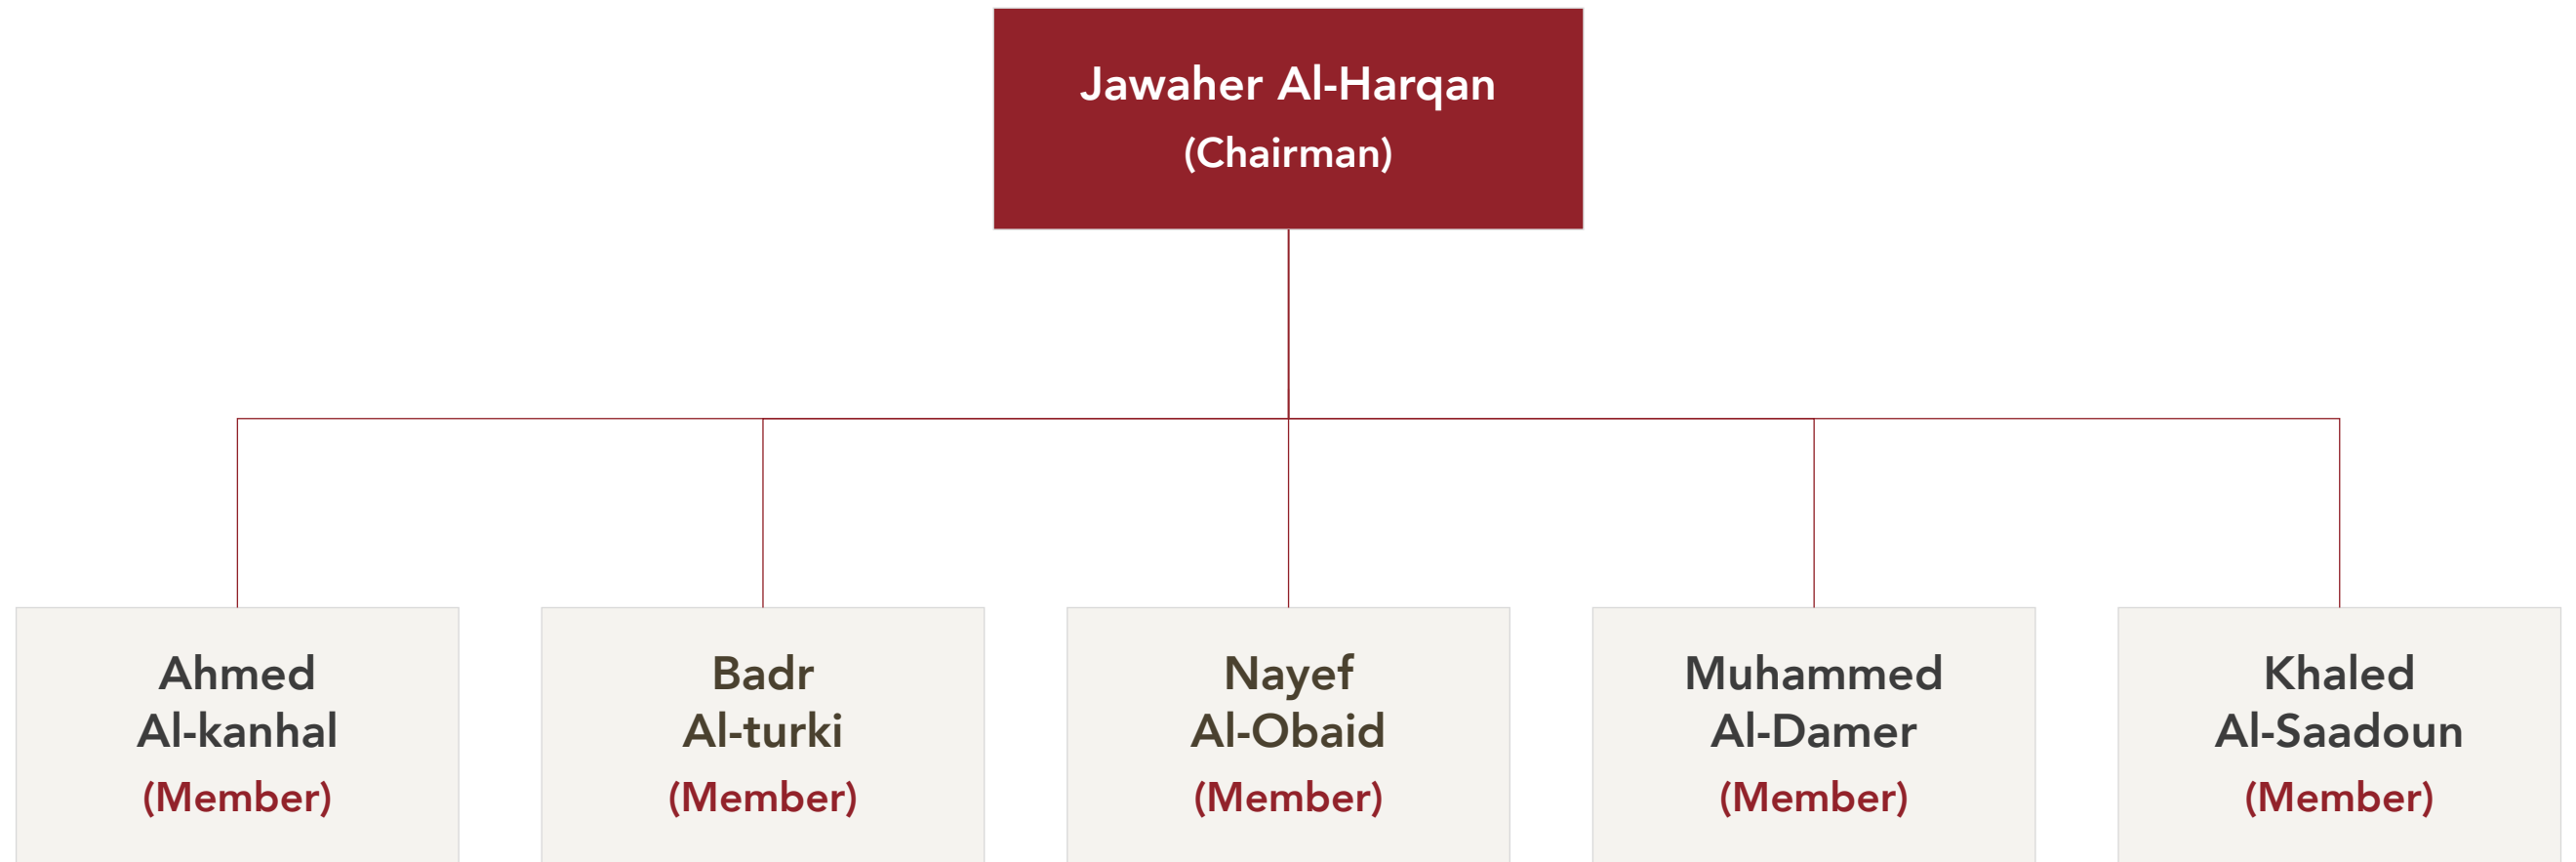 Jawaher Al-Harqan
(Chairman)
Ahmed
Al-kanhal
(Member)
Badr
Al-turki
(Member)
Nayef
Al-Obaid
(Member)
Muhammed
Al-Damer
(Member)
Khaled
Al-Saadoun
(Member)